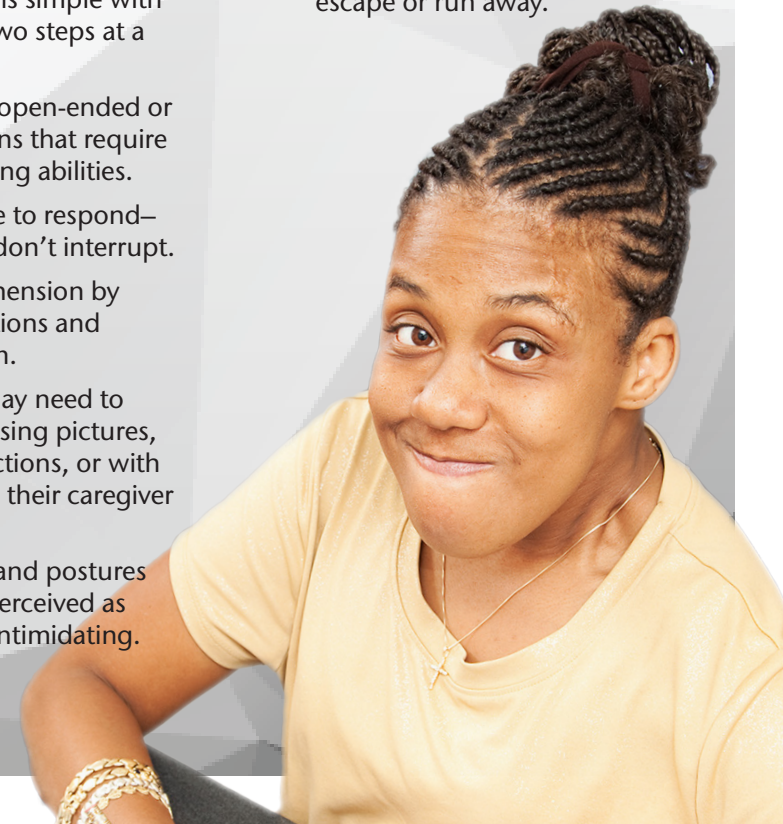 is simple with
wo steps at a
open-ended or
ns that require
ng abilities.
e to respond–
don’t interrupt.
hension by
tions and
n.
ay need to
sing pictures,
ctions, or with
their caregiver
and postures
erceived as
ntimidating.
escape or run away.